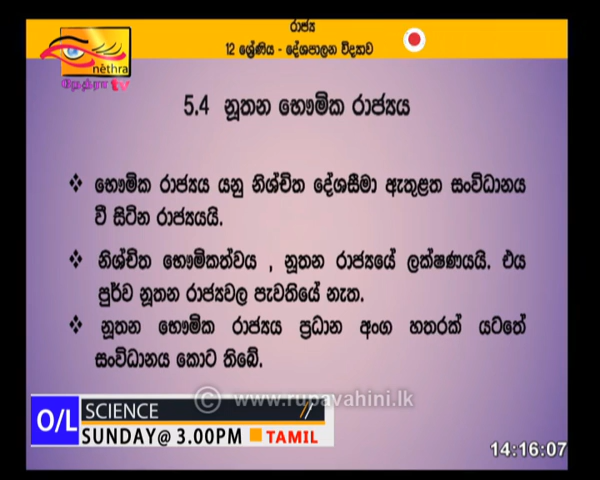 රාජ්‍ය
12 ශ්‍රේණිය - දේශපාලන විද්‍යාව
nēthra
நேத்ரா tv
5.4 නූතන භෞමික රාජ්‍යය
❖ භෞමික රාජ්‍යය යනු නිශ්චිත දේශසීමා ඇතුළත සංවිධානය
වී සිටින රාජ්‍යයයි.
❖ නිශ්චිත භෞමිකත්වය , නූතන රාජ්‍යයේ ලක්ෂණයයි. එය
පුර්ව නූතන රාජ්‍යවල පැවතියේ නැත.
❖ නූතන භෞමික රාජ්‍යය ප්‍රධාන අංග හතරක් යටතේ
සංවිධානය කොට තිබේ.
© www.rupavahini.lk
O/L SCIENCE
SUNDAY@ 3.00PM TAMIL
14:16:07